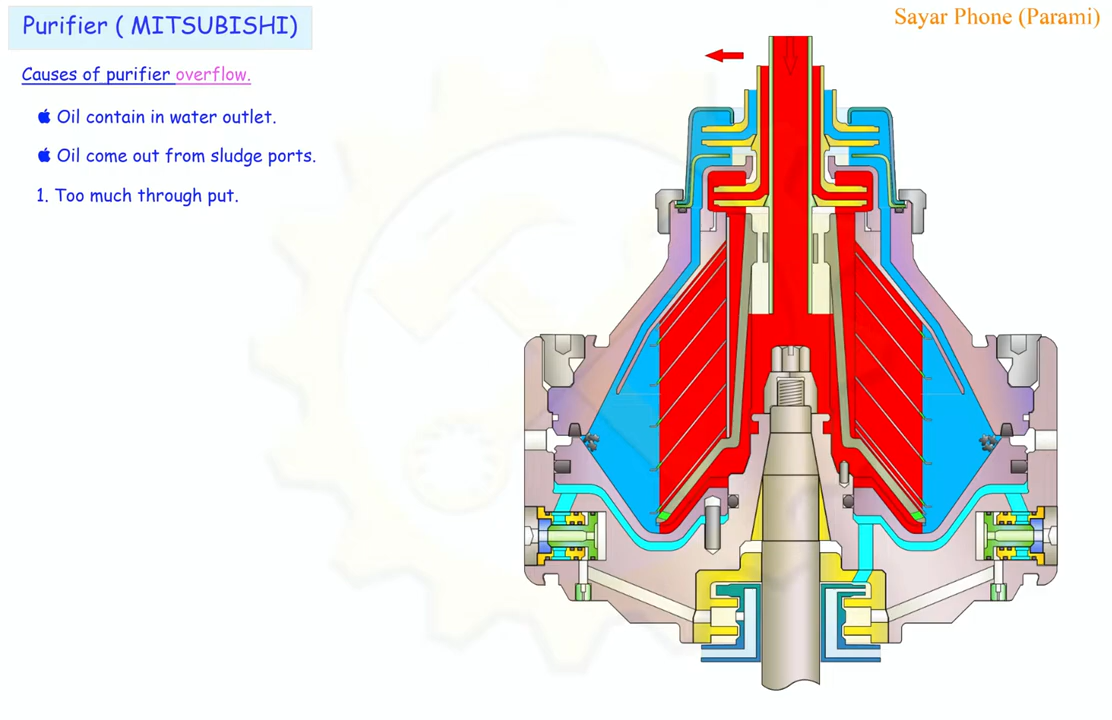 Purifier ( MITSUBISHI)
Sayar Phone (Parami)
Causes of purifier overflow.
Oil contain in water outlet.
Oil come out from sludge ports.
1. Too much through put.